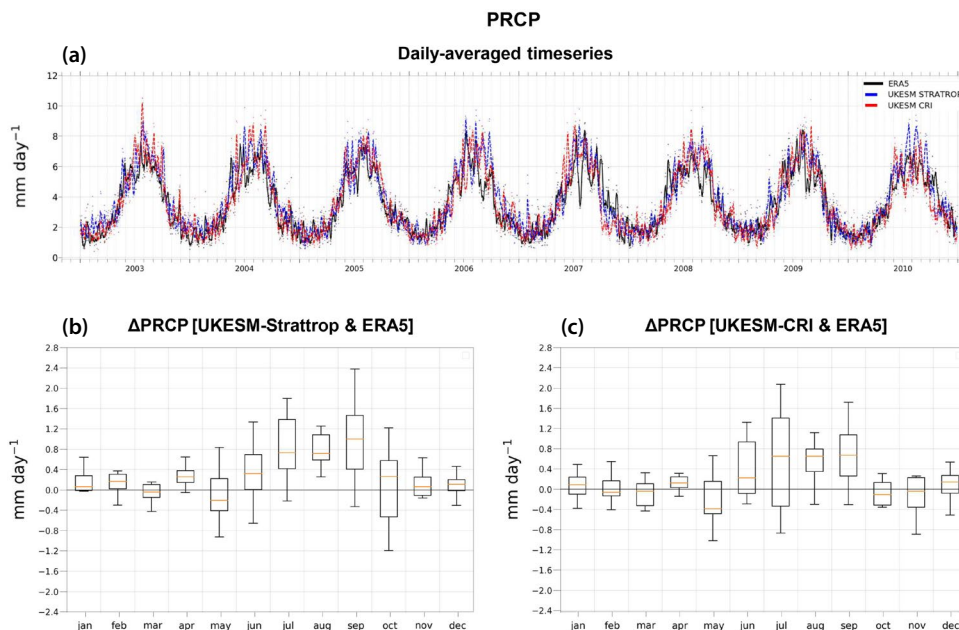 PRCP
(a)
Daily-averaged timeseries
mm day⁻¹
12
10
8
6
4
2
0
ERA5
UKESM STRATTROP
UKESM CRI
2003 2004 2005 2006 2007 2008 2009 2010
(b)
ΔPRCP [UKESM-Strattrop & ERA5]
mm day⁻¹
2.8
2.4
2.0
1.6
1.2
0.8
0.4
0.0
−0.4
−0.8
−1.2
−1.6
−2.0
−2.4
jan feb mar apr may jun jul aug sep oct nov dec
(c)
ΔPRCP [UKESM-CRI & ERA5]
mm day⁻¹
2.8
2.4
2.0
1.6
1.2
0.8
0.4
0.0
−0.4
−0.8
−1.2
−1.6
−2.0
−2.4
jan feb mar apr may jun jul aug sep oct nov dec